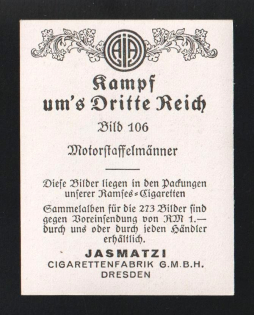 AJA
Kampf
um's Dritte Reich
Bild 106
Motorstaffelmänner
Diese Bilder liegen in den Packungen
unserer Ramses-Cigaretten
Sammelalben für die 273 Bilder sind
gegen Voreinsendung von RM 1.—
durch uns oder durch jeden Händler
erhältlich.
JASMATZI
CIGARETTENFABRIK G.M.B.H.
DRESDEN